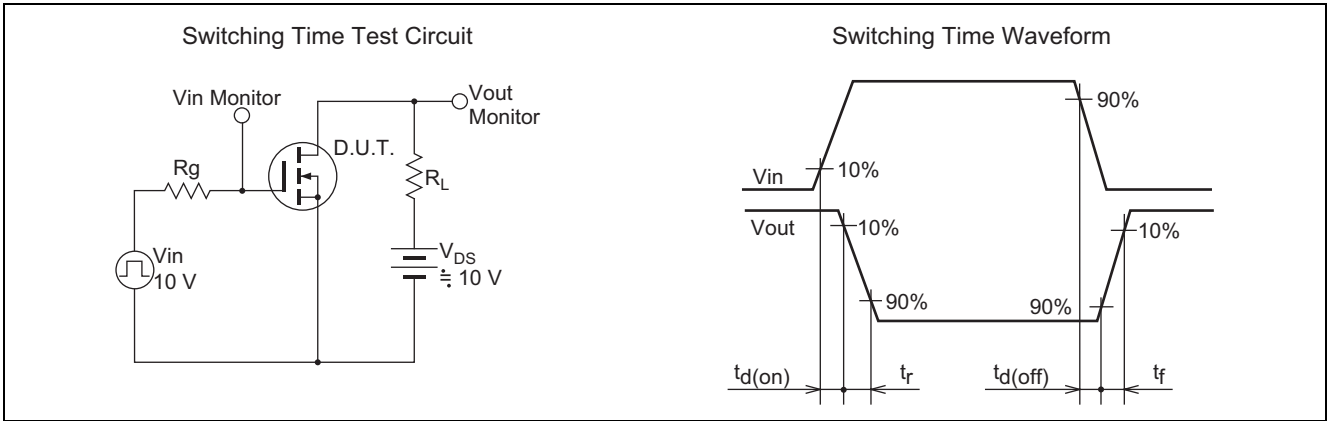 Switching Time Test Circuit
Vin Monitor
Vout
Monitor
D.U.T.
Rg
RL
Vin
10 V
VDS
≒ 10 V
Switching Time Waveform
90%
Vin
10%
Vout
10%
10%
90%
90%
td(on)
tr
td(off)
tf